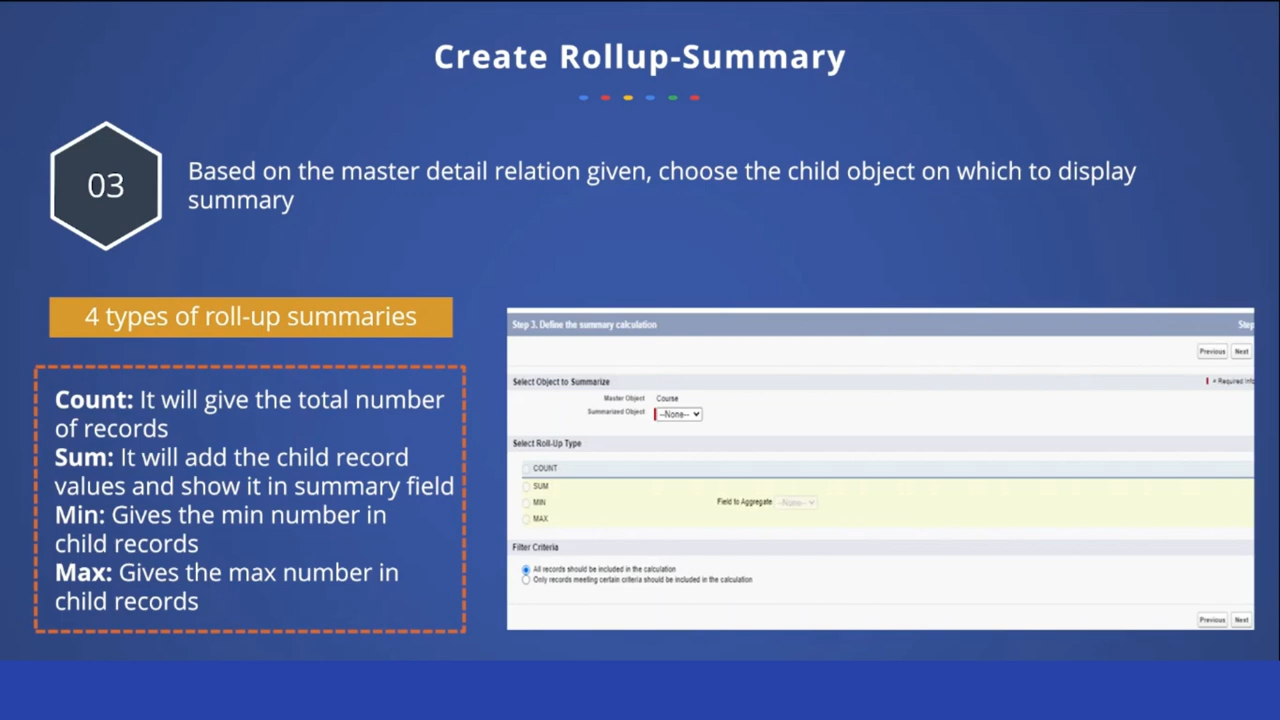 Create Rollup-Summary
03
Based on the master detail relation given, choose the child object on which to display
summary
4 types of roll-up summaries
Count: It will give the total number
of records
Sum: It will add the child record
values and show it in summary field
Min: Gives the min number in
child records
Max: Gives the max number in
child records
Step 3. Define the summary calculation
Step
Previous Next
Select Object to Summarize
= Required Info
Master Object Course
Summarized Object --None--
Select Roll-Up Type
COUNT
SUM
MIN
Field to Aggregate --None--
MAX
Filter Criteria
All records should be included in the calculation
Only records meeting certain criteria should be included in the calculation
Previous Next